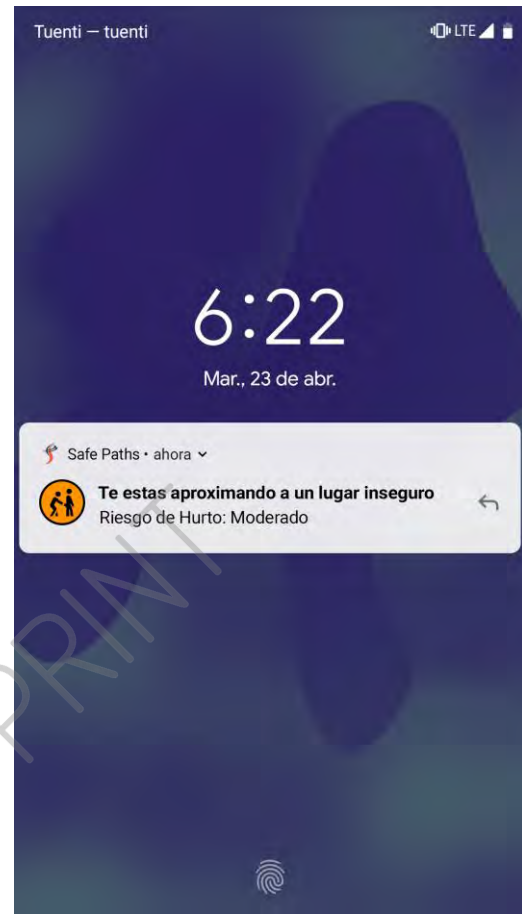 Tuenti — tuenti LTE
6:22
Mar., 23 de abr.
Safe Paths • ahora
Te estas aproximando a un lugar inseguro
Riesgo de Hurto: Moderado
PRINT